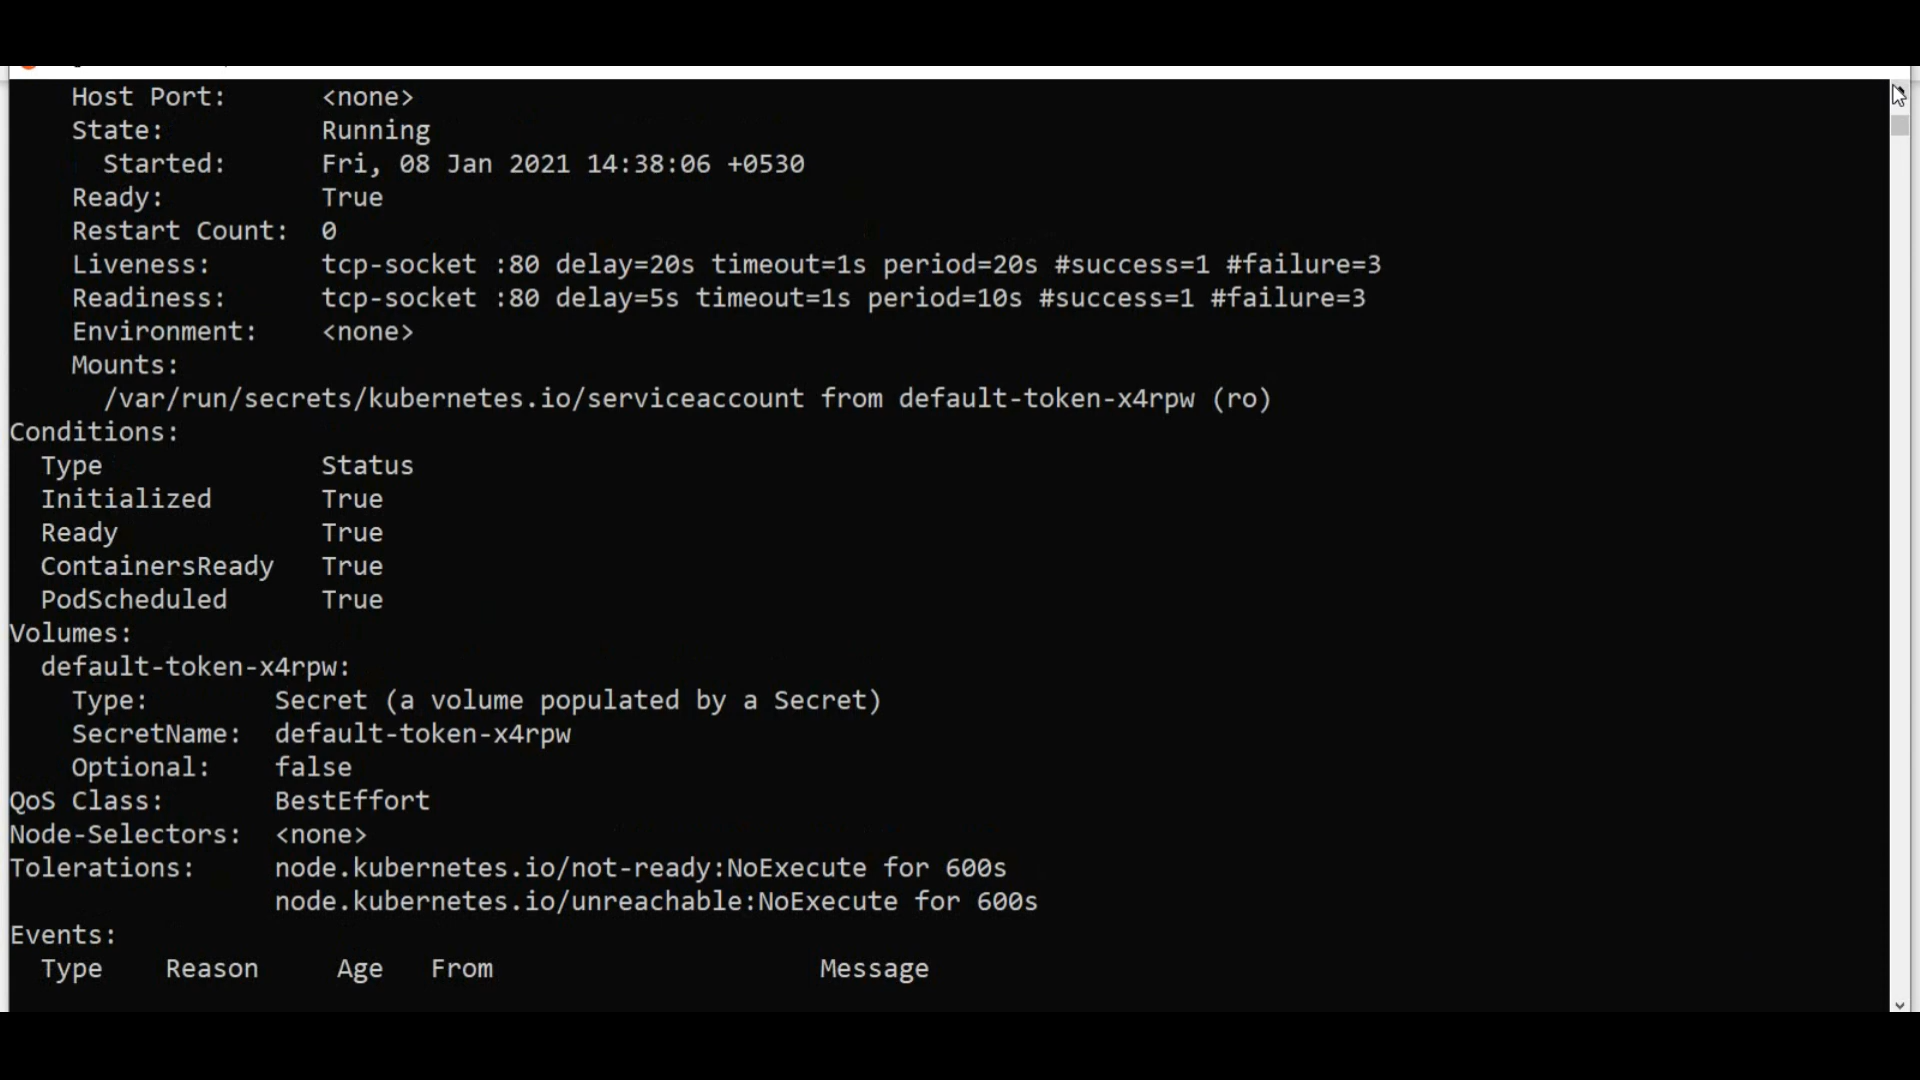 Host Port: <none>
State: Running
Started: Fri, 08 Jan 2021 14:38:06 +0530
Ready: True
Restart Count: 0
Liveness: tcp-socket :80 delay=20s timeout=1s period=20s #success=1 #failure=3
Readiness: tcp-socket :80 delay=5s timeout=1s period=10s #success=1 #failure=3
Environment: <none>
Mounts:
/var/run/secrets/kubernetes.io/serviceaccount from default-token-x4rpw (ro)
Conditions:
Type Status
Initialized True
Ready True
ContainersReady True
PodScheduled True
Volumes:
default-token-x4rpw:
Type: Secret (a volume populated by a Secret)
SecretName: default-token-x4rpw
Optional: false
QoS Class: BestEffort
Node-Selectors: <none>
Tolerations: node.kubernetes.io/not-ready:NoExecute for 600s
node.kubernetes.io/unreachable:NoExecute for 600s
Events:
Type Reason Age From Message